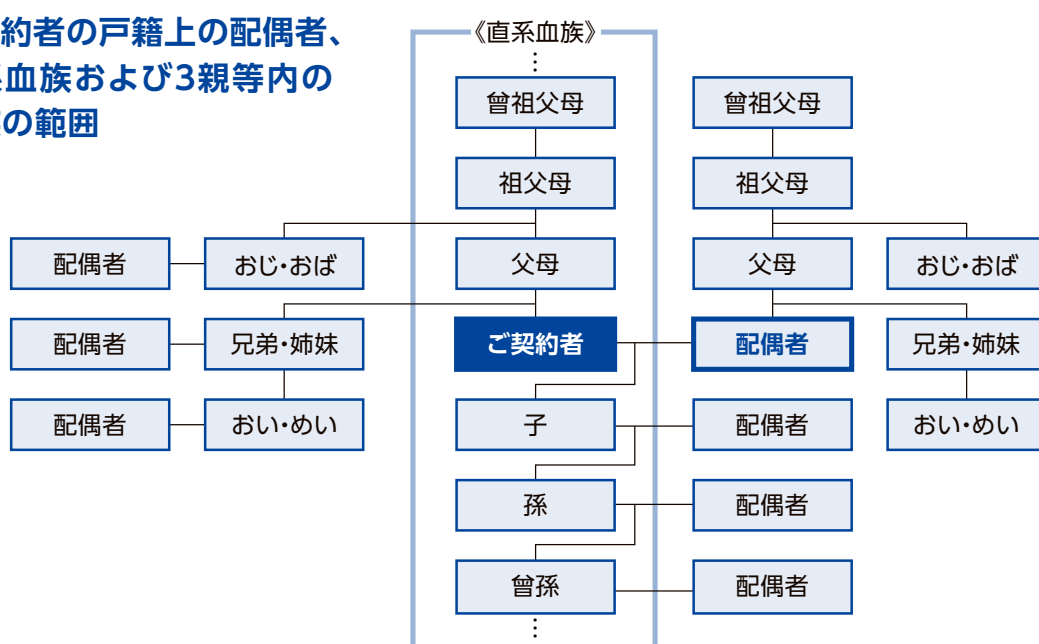 約者の戸籍上の配偶者、
血族および3親等内の
の範囲
《直系血族》
曾祖父母
曾祖父母
祖父母
祖父母
配偶者
おじ・おば
父母
父母
おじ・おば
配偶者
兄弟・姉妹
ご契約者
配偶者
兄弟・姉妹
配偶者
おい・めい
子
配偶者
おい・めい
孫
配偶者
曾孫
配偶者